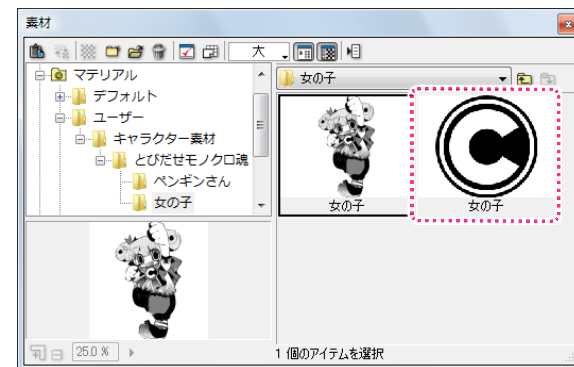 素材
大
マテリアル
デフォルト
ユーザー
キャラクター素材
とびだせモノクロ魂
ペンギンさん
女の子
女の子
女の子
女の子
25.0 %
1 個のアイテムを選択